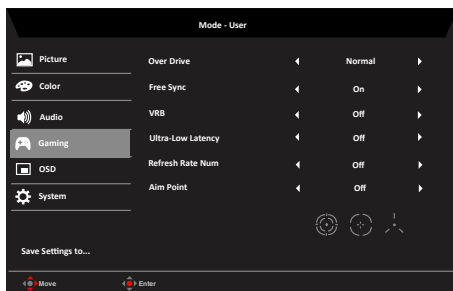 Mode - User
Picture
Over Drive Normal
Color
Free Sync On
Audio
VRB Off
Gaming
Ultra-Low Latency Off
OSD
Refresh Rate Num Off
System
Aim Point Off
Save Settings to...
Move Enter